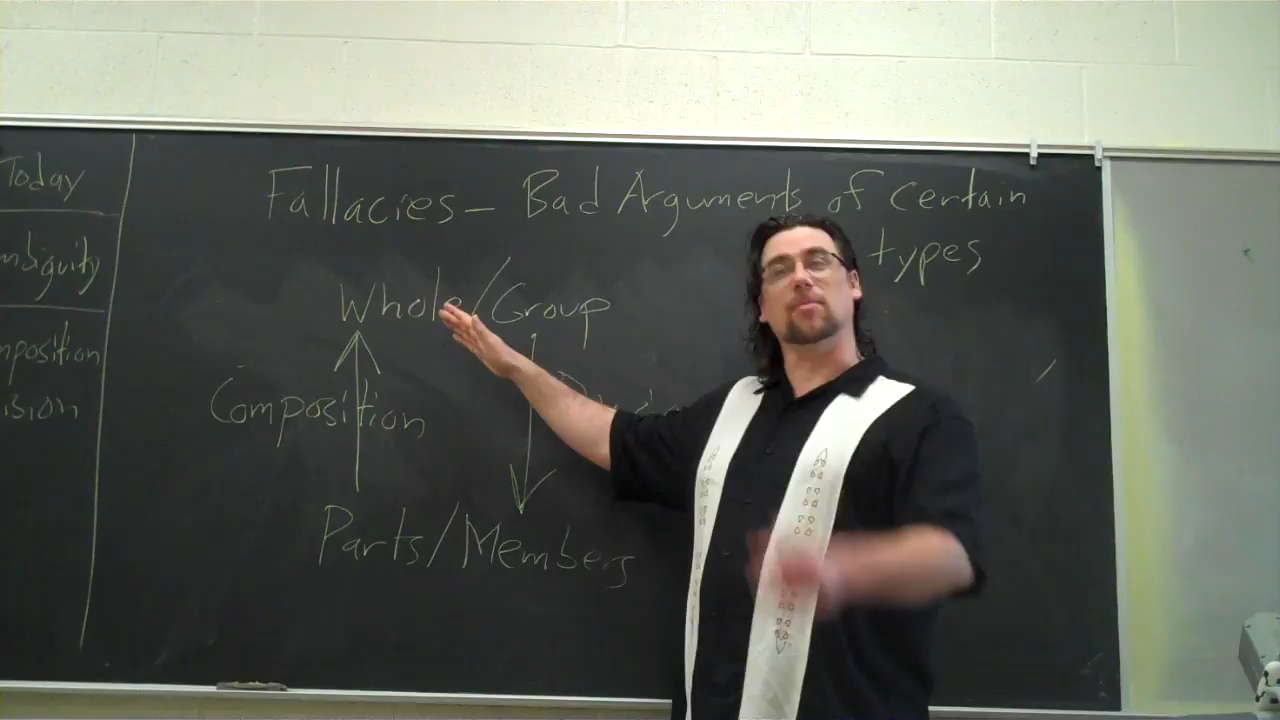 Today
Fallacies – Bad Arguments of certain
types
mbiguity
Whole/Group
mposition
ision
Composition
Parts/Members